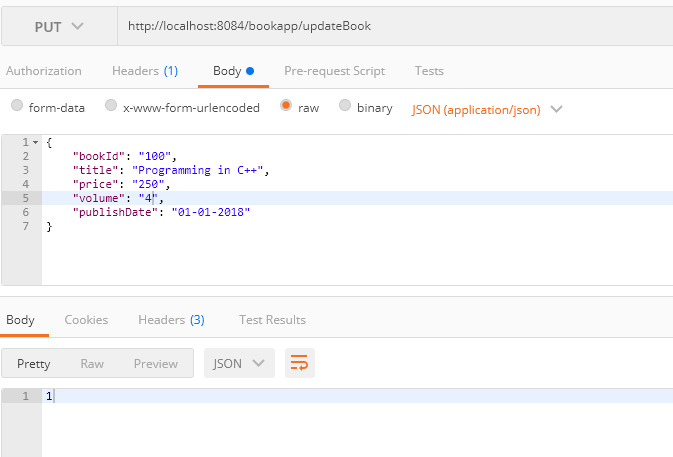 PUT http://localhost:8084/bookapp/updateBook
Authorization Headers (1) Body Pre-request Script Tests
form-data x-www-form-urlencoded raw binary JSON (application/json)
1 {
2 "bookId": "100",
3 "title": "Programming in C++",
4 "price": "250",
5 "volume": "4",
6 "publishDate": "01-01-2018"
7 }
Body Cookies Headers (3) Test Results
Pretty Raw Preview JSON
1 1